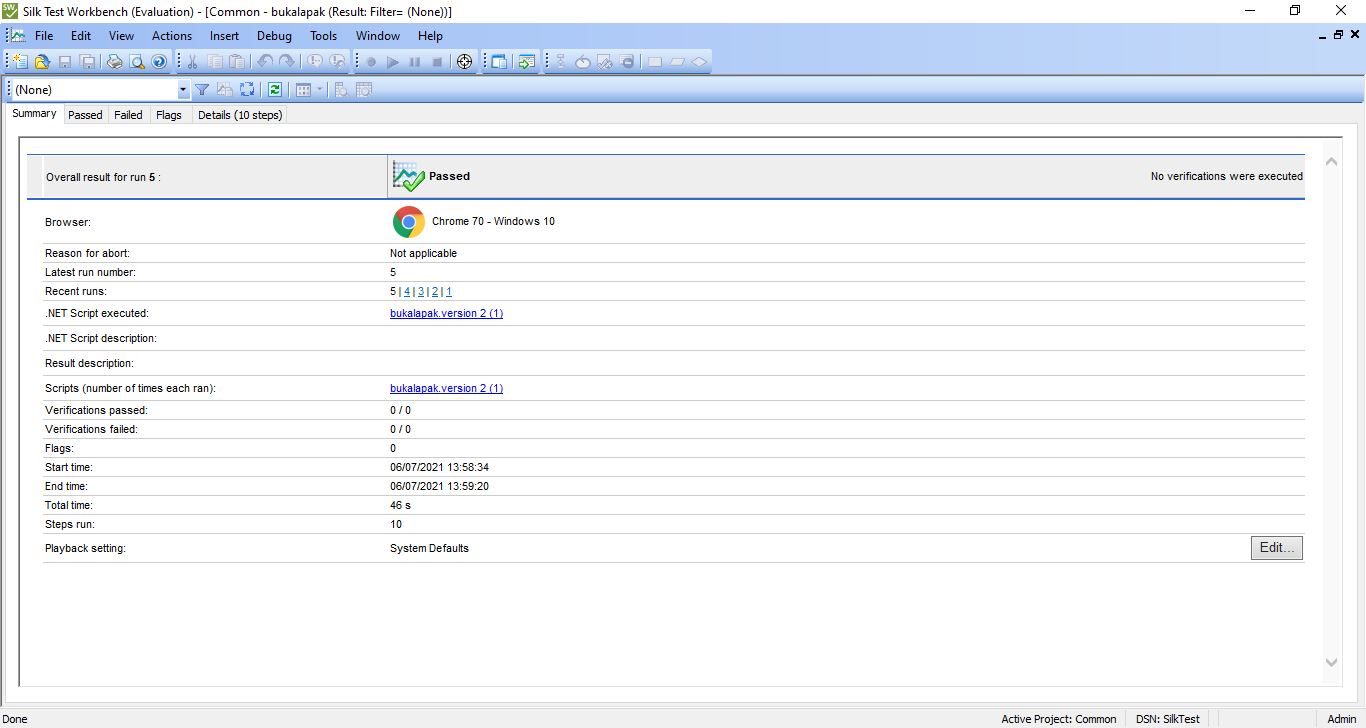 Silk Test Workbench (Evaluation) - [Common - bukalapak (Result: Filter= (None))]
File Edit View Actions Insert Debug Tools Window Help
(None)
Summary Passed Failed Flags Details (10 steps)
Overall result for run 5 : Passed No verifications were executed
Browser: Chrome 70 - Windows 10
Reason for abort: Not applicable
Latest run number: 5
Recent runs: 5 | 4 | 3 | 2 | 1
.NET Script executed: bukalapak.version 2 (1)
.NET Script description:
Result description:
Scripts (number of times each ran): bukalapak.version 2 (1)
Verifications passed: 0 / 0
Verifications failed: 0 / 0
Flags: 0
Start time: 06/07/2021 13:58:34
End time: 06/07/2021 13:59:20
Total time: 46 s
Steps run: 10
Playback setting: System Defaults Edit...
Done Active Project: Common DSN: SilkTest Admin